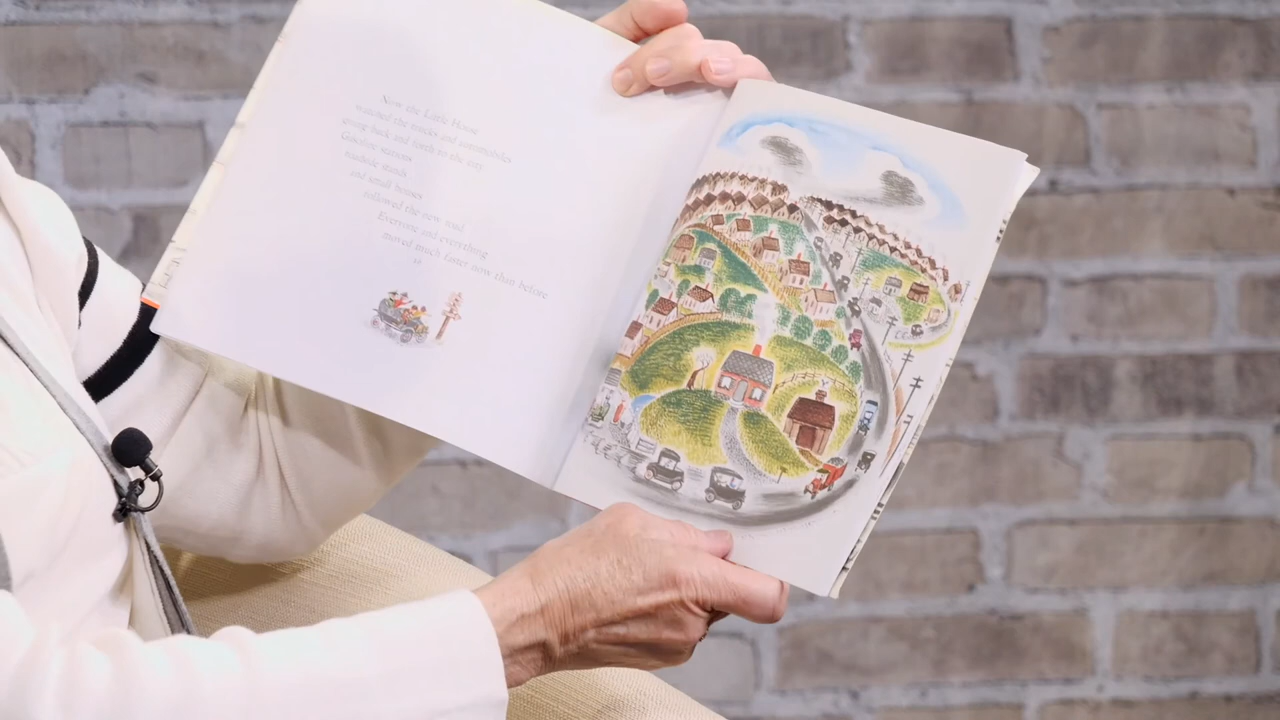 Now the Little House
watched the trucks and automobiles
going back and forth to the city
Gasoline stations
roadside stands
and small houses
followed the new road
Everyone and everything
moved much faster now than before